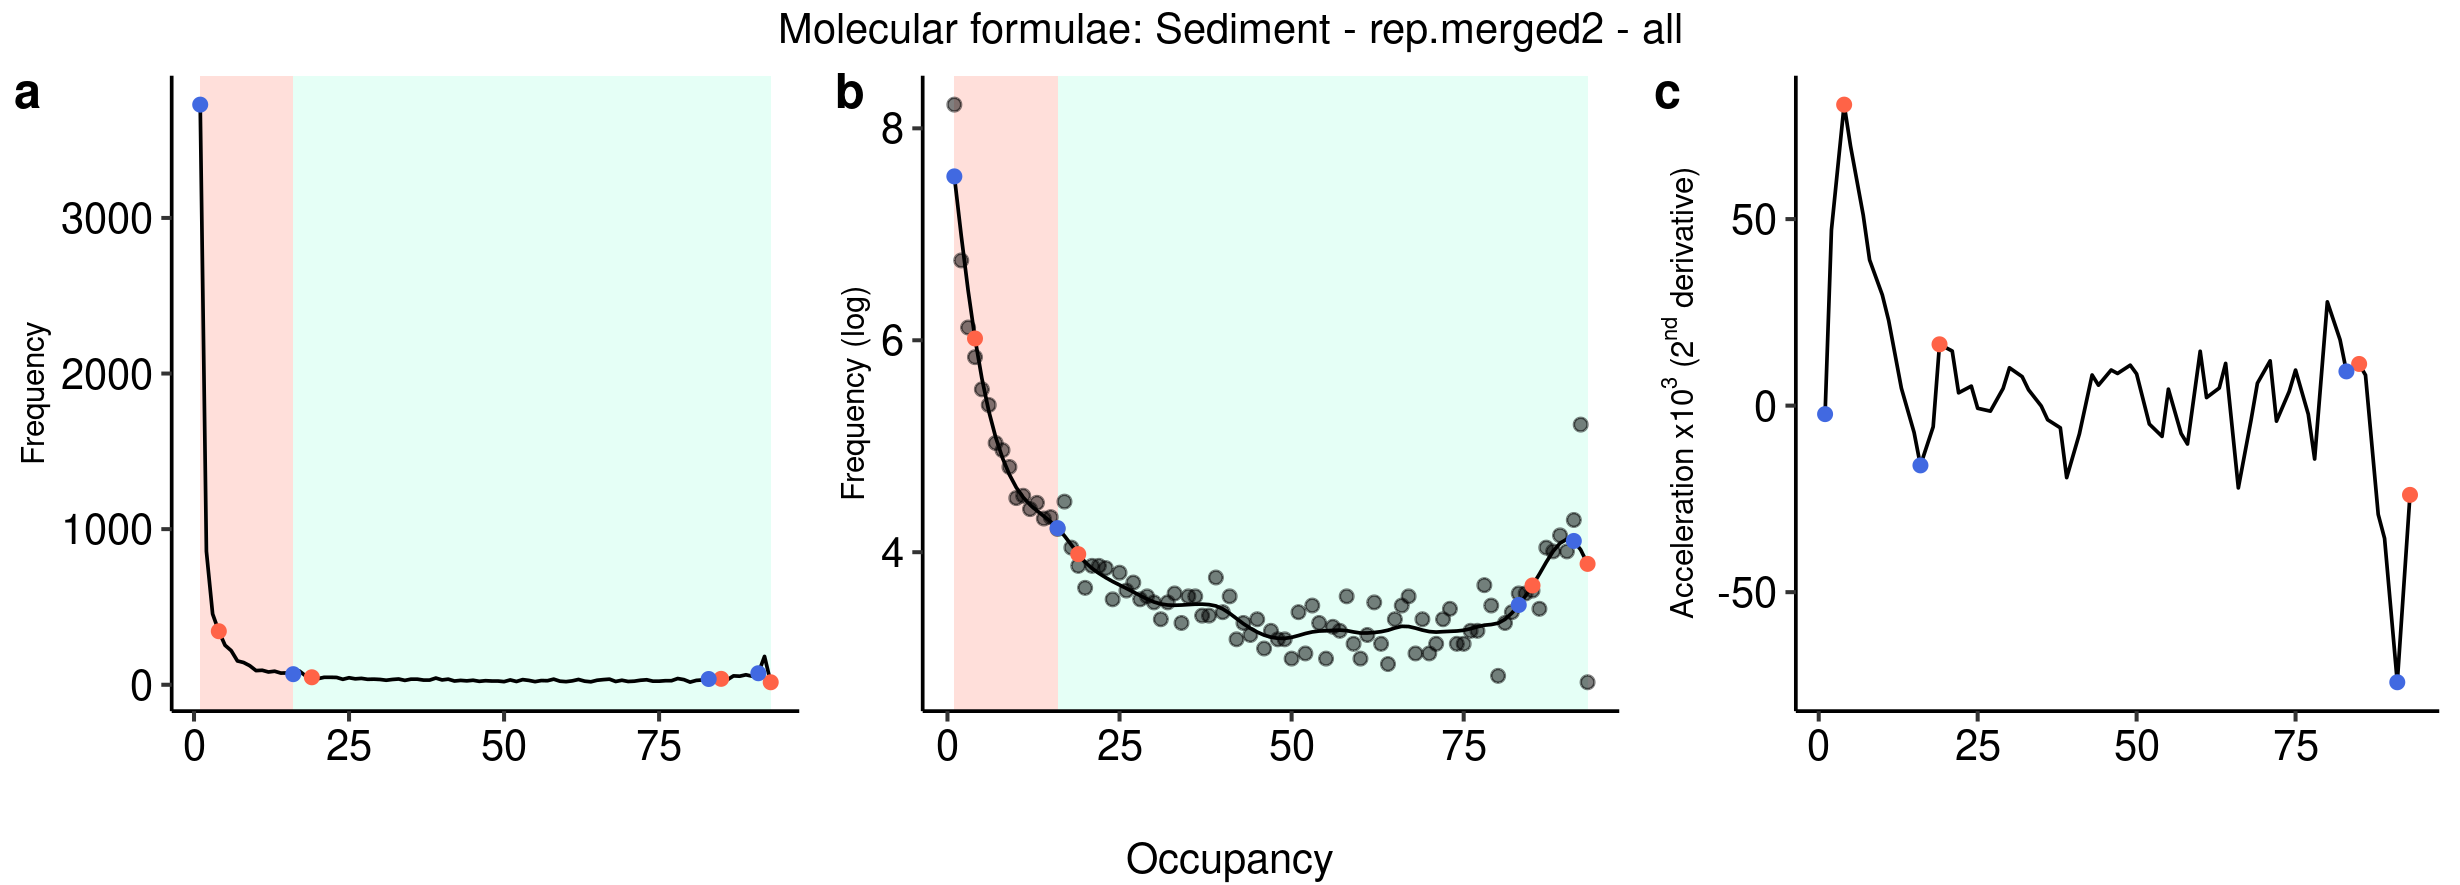 Molecular formulae: Sediment - rep.merged2 - all
a
Frequency
3000
2000
1000
0
0 25 50 75
b
Frequency (log)
8
6
4
0 25 50 75
c
Acceleration x10³ (2ⁿᵈ derivative)
50
0
-50
0 25 50 75
Occupancy